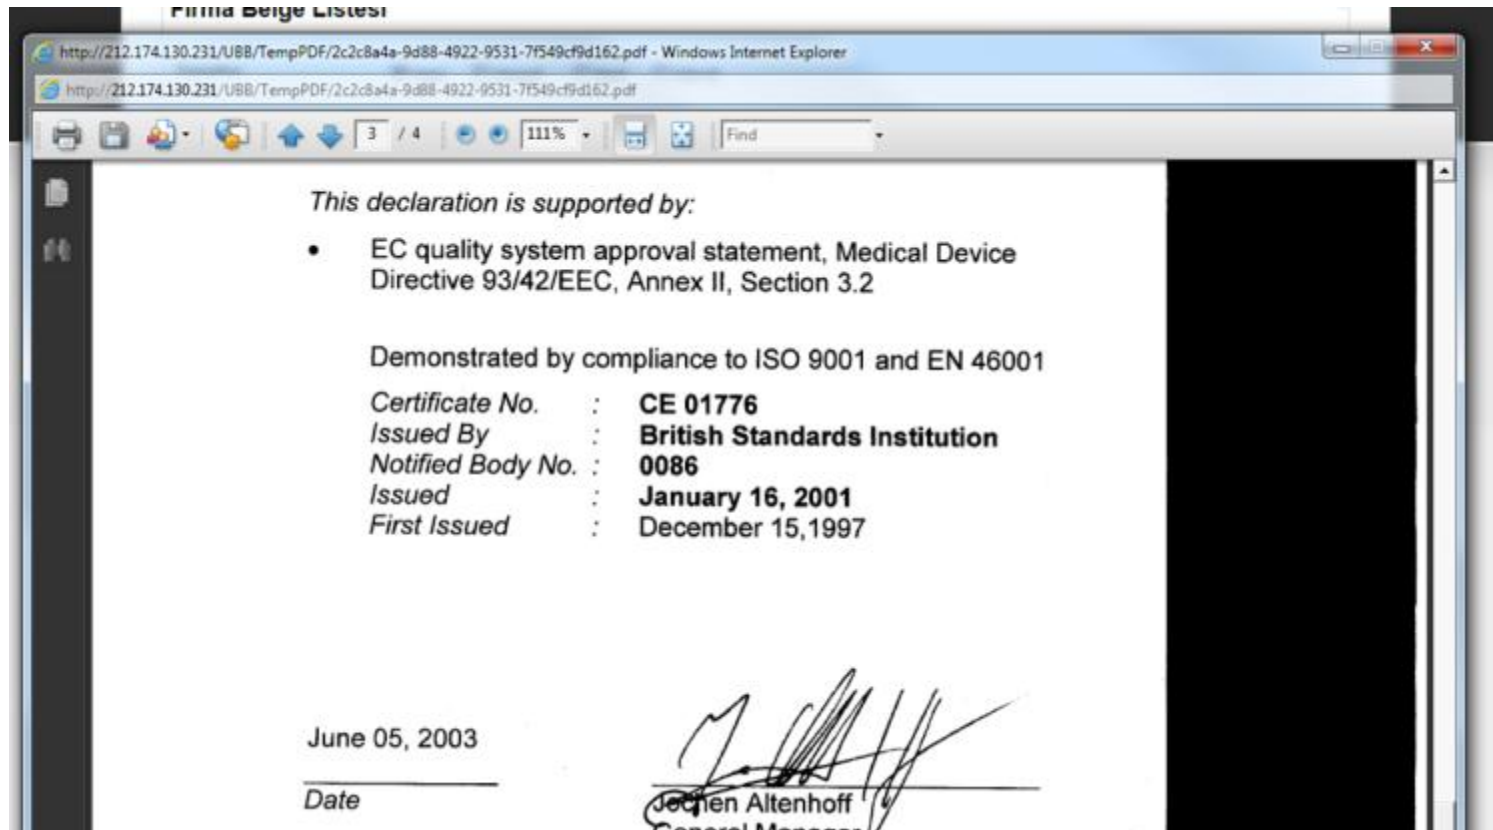 Firma Belge Listesi
http://212.174.130.231/UBB/TempPDF/2c2c8a4a-9d88-4922-9531-7f549cf9d162.pdf - Windows Internet Explorer
http://212.174.130.231/UBB/TempPDF/2c2c8a4a-9d88-4922-9531-7f549cf9d162.pdf
3 / 4 111% Find
This declaration is supported by:
• EC quality system approval statement, Medical Device
Directive 93/42/EEC, Annex II, Section 3.2
Demonstrated by compliance to ISO 9001 and EN 46001
Certificate No. : CE 01776
Issued By : British Standards Institution
Notified Body No. : 0086
Issued : January 16, 2001
First Issued : December 15,1997
June 05, 2003
Date
Jochen Altenhoff
General Manager